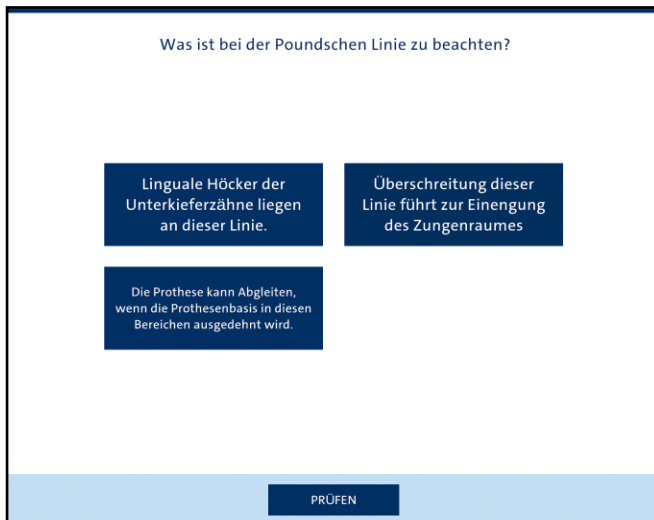 Was ist bei der Poundschen Linie zu beachten?
Linguale Höcker der
Unterkieferzähne liegen
an dieser Linie.
Überschreitung dieser
Linie führt zur Einengung
des Zungenraumes
Die Prothese kann Abgleiten,
wenn die Prothesenbasis in diesen
Bereichen ausgedehnt wird.
PRÜFEN